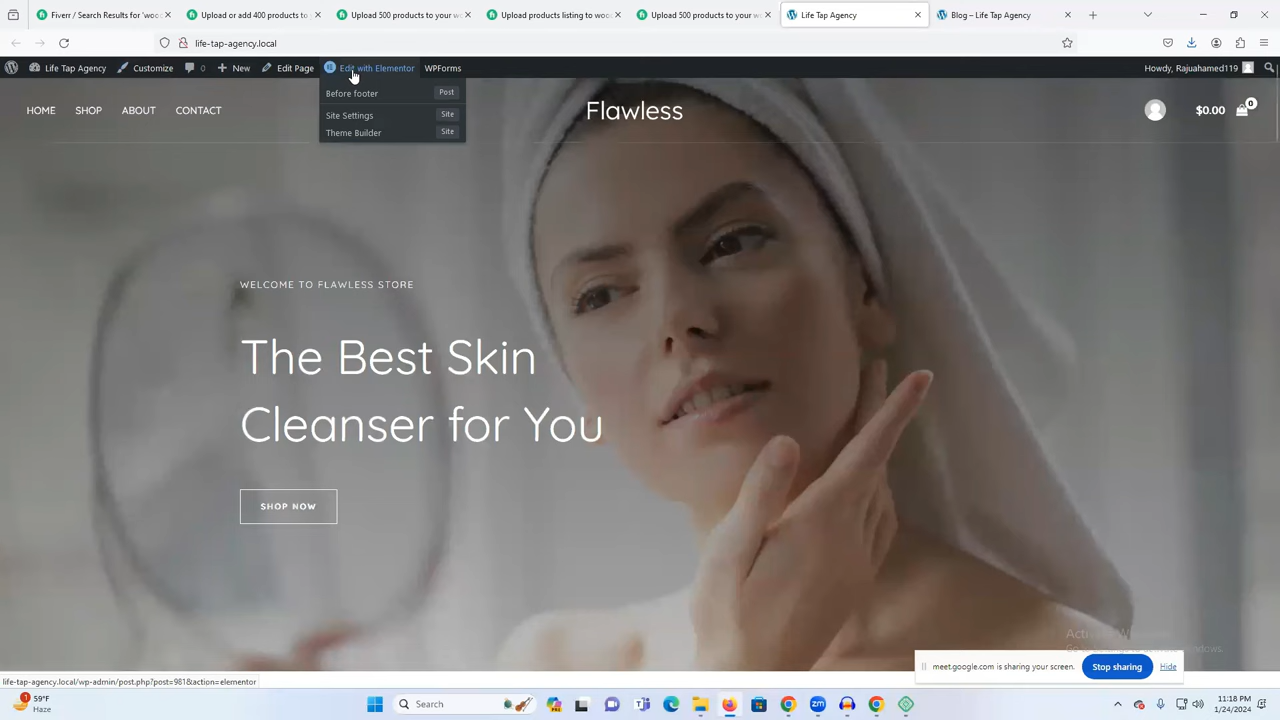 Fiverr / Search Results for 'woo
Upload or add 400 products to
Upload 500 products to your w
Upload products listing to woo
Upload 500 products to your w
Life Tap Agency
Blog – Life Tap Agency
life-tap-agency.local
Life Tap Agency
Customize
0
New
Edit Page
Edit with Elementor
WPForms
Howdy, Rajuahamed119
Before footer Post
Site Settings Site
Theme Builder Site
HOME SHOP ABOUT CONTACT
Flawless
$0.00 0
WELCOME TO FLAWLESS STORE
The Best Skin
Cleanser for You
SHOP NOW
meet.google.com is sharing your screen. Stop sharing Hide
life-tap-agency.local/wp-admin/post.php?post=981&action=elementor
59°F
Haze
Search
11:18 PM
1/24/2024